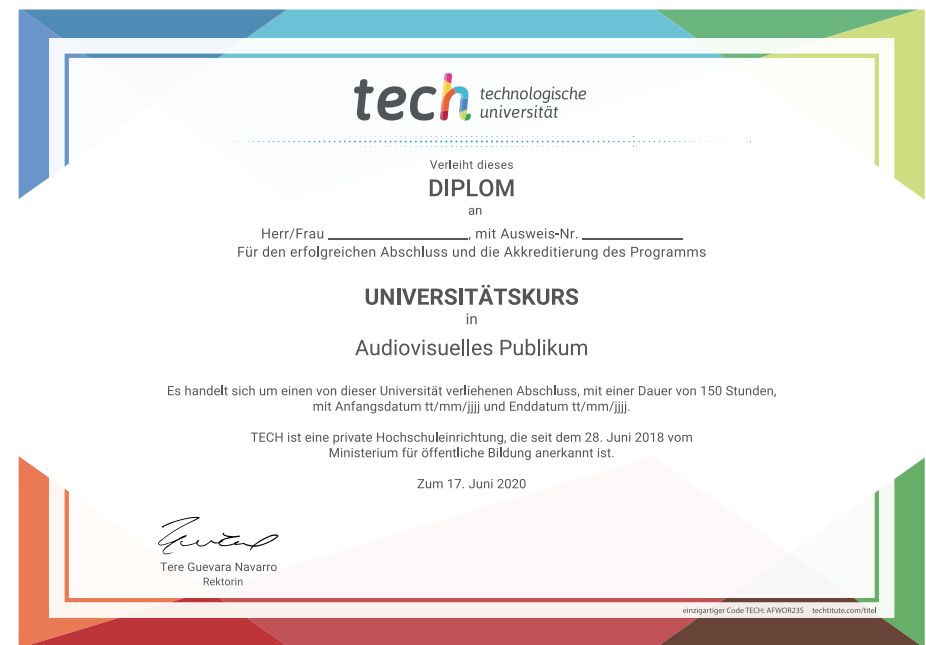 tech technologische
universität
Verleiht dieses
DIPLOM
an
Herr/Frau ____________________, mit Ausweis-Nr. ______________
Für den erfolgreichen Abschluss und die Akkreditierung des Programms
UNIVERSITÄTSKURS
in
Audiovisuelles Publikum
Es handelt sich um einen von dieser Universität verliehenen Abschluss, mit einer Dauer von 150 Stunden,
mit Anfangsdatum tt/mm/jjjj und Enddatum tt/mm/jjjj.
TECH ist eine private Hochschuleinrichtung, die seit dem 28. Juni 2018 vom
Ministerium für öffentliche Bildung anerkannt ist.
Zum 17. Juni 2020
Tere Guevara Navarro
Rektorin
einzigartiger Code TECH: AFWOR23S techtitute.com/titel